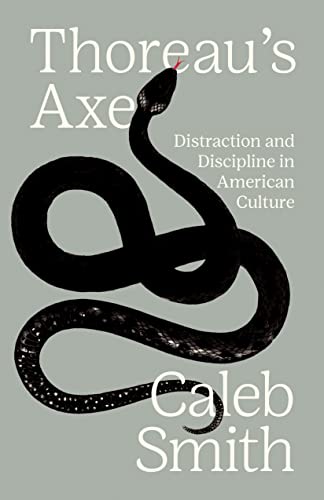 Thoreau's
Axe
Distraction and
Discipline in
American
Culture
Caleb
Smith